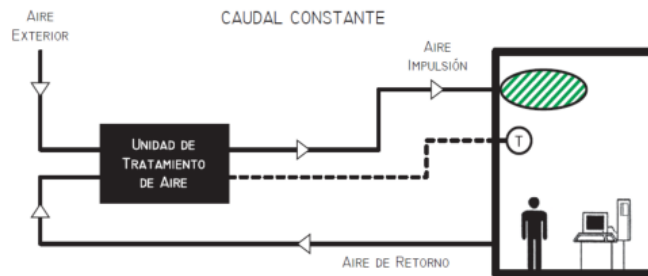 AIRE
EXTERIOR
CAUDAL CONSTANTE
AIRE
IMPULSIÓN
UNIDAD DE
TRATAMIENTO
DE AIRE
T
AIRE DE RETORNO